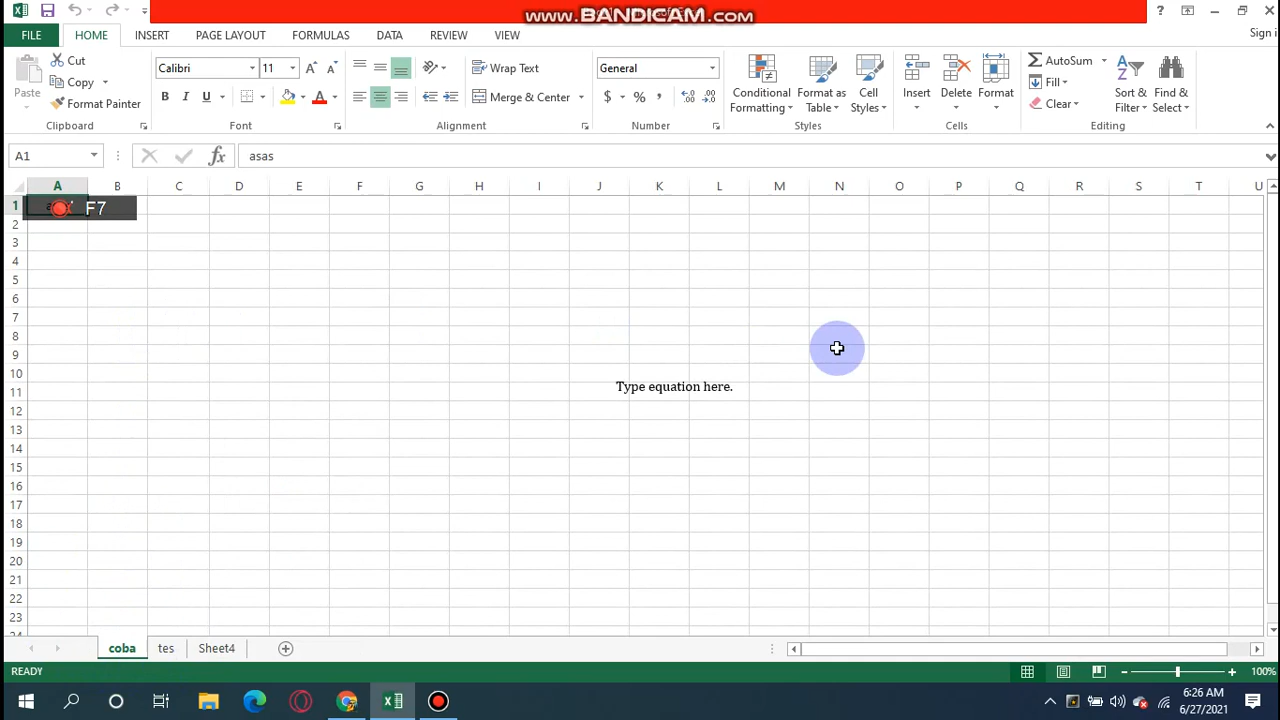 www.BANDICAM.com
Sign i
FILE HOME INSERT PAGE LAYOUT FORMULAS DATA REVIEW VIEW
Paste
Cut
Copy
Format Painter
Clipboard
Calibri 11
B I U A
Font
Wrap Text
Merge & Center
Alignment
General
$ % ,
Number
Conditional Formatting
Format as Table
Cell Styles
Styles
Insert Delete Format
Cells
AutoSum
Fill
Clear
Sort & Filter
Find & Select
Editing
A1 fx asas
A B C D E F G H I J K L M N O P Q R S T U
F7
1
2
3
4
5
6
7
8
9
10
11
12
13
14
15
16
17
18
19
20
21
22
23
24
Type equation here.
coba tes Sheet4
READY 100%
6:26 AM
6/27/2021